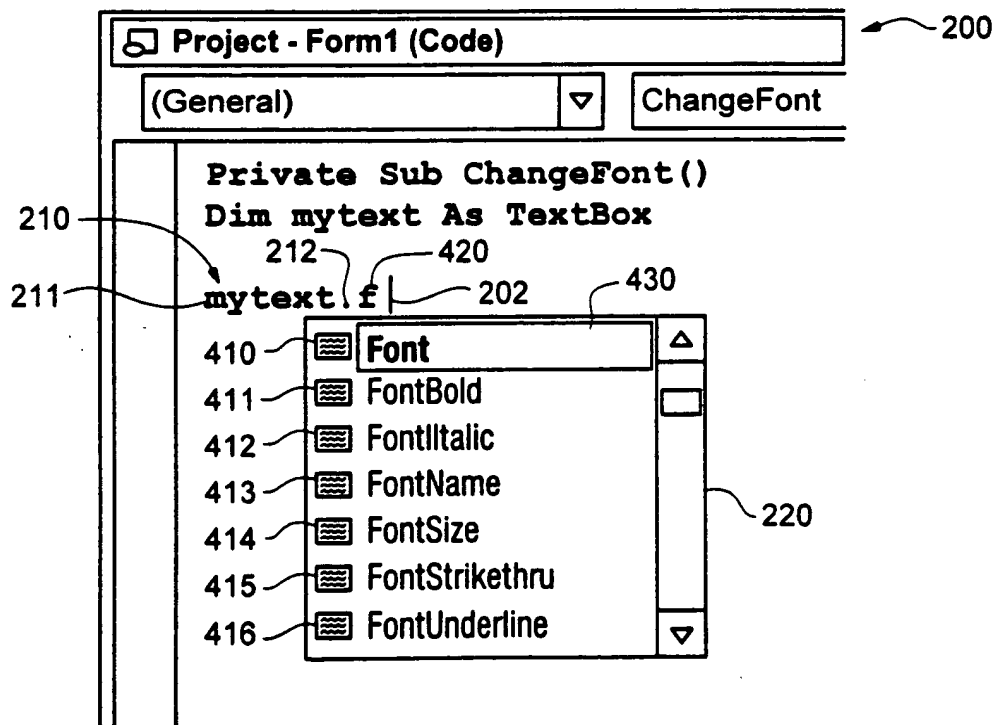 Project - Form1 (Code)
200
(General)
ChangeFont
Private Sub ChangeFont()
Dim mytext As TextBox
210
212
420
211
mytext.f
202
430
410
Font
411
FontBold
412
FontIltalic
413
FontName
414
FontSize
220
415
FontStrikethru
416
FontUnderline